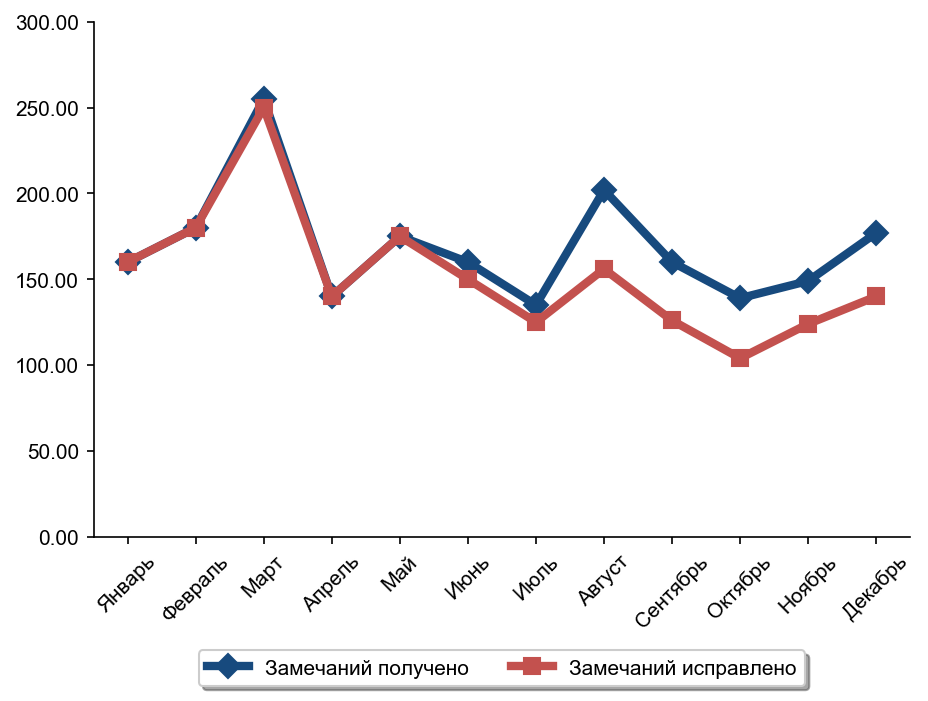 300.00
250.00
200.00
150.00
100.00
50.00
0.00
Январь
Февраль
Март
Апрель
Май
Июнь
Июль
Август
Сентябрь
Октябрь
Ноябрь
Декабрь
Замечаний получено
Замечаний исправлено